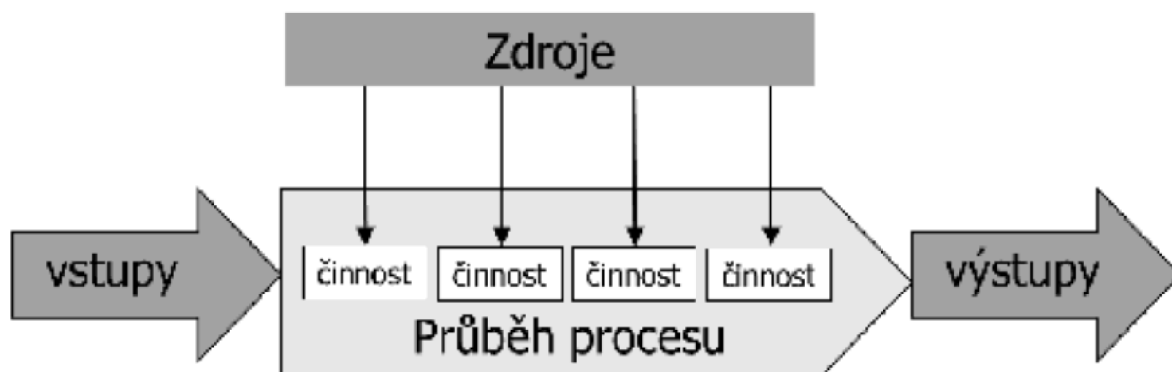 Zdroje
vstupy
činnost
činnost
činnost
činnost
výstupy
Průběh procesu